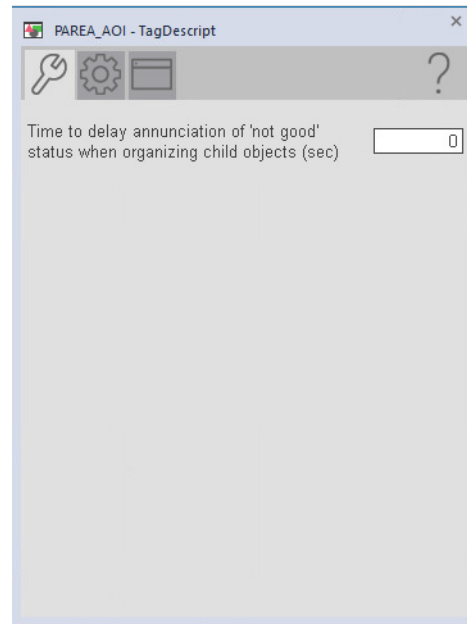 PAREA_AOI - TagDescript
?
Time to delay annunciation of 'not good'
status when organizing child objects (sec)
0